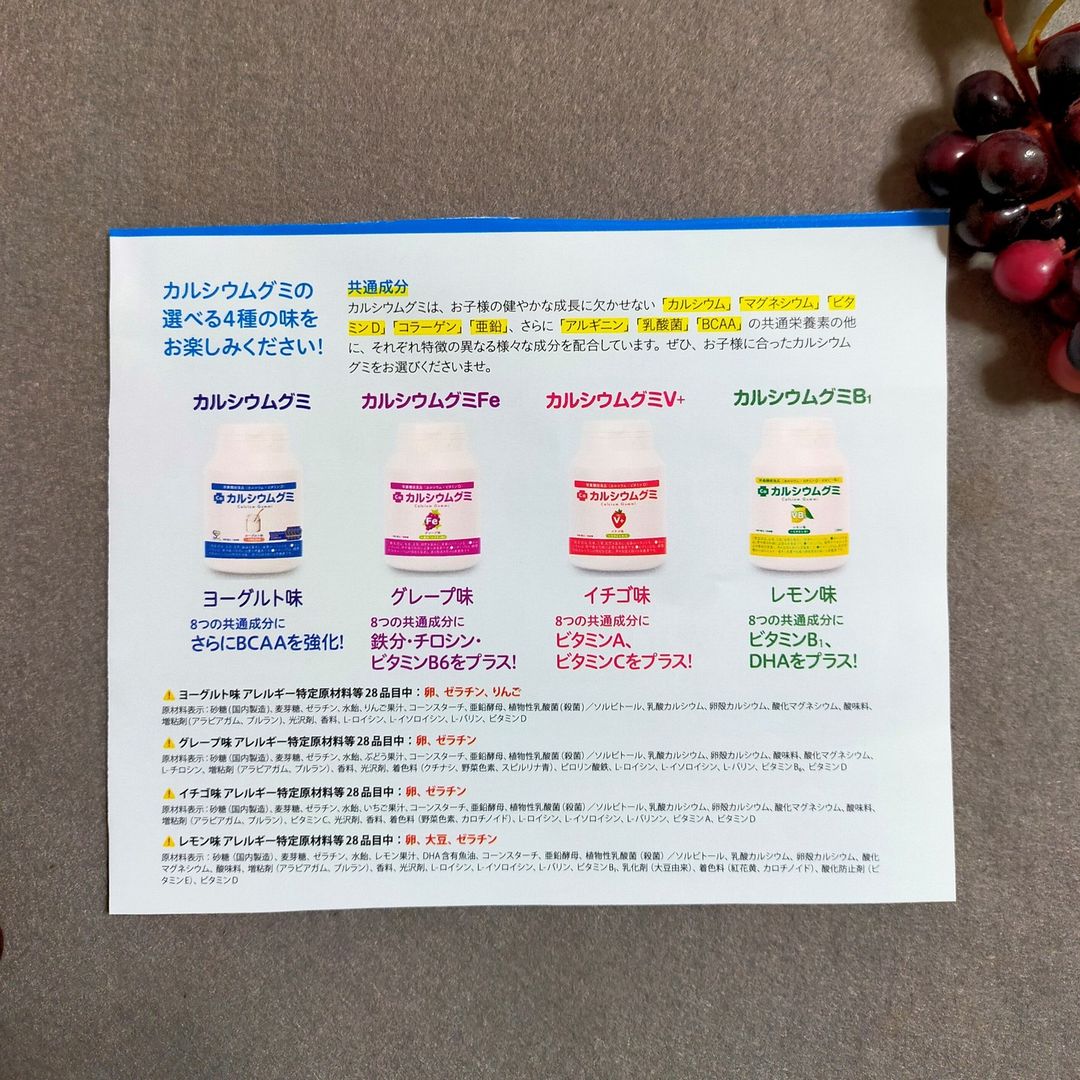 カルシウムグミの
選べる4種の味を
お楽しみください!
共通成分
カルシウムグミは、お子様の健やかな成長に欠かせない「カルシウム」「マグネシウム」「ビタ
ミンD」「コラーゲン」「亜鉛」、さらに「アルギニン」「乳酸菌」「BCAA」の共通栄養素の他
に、それぞれ特徴の異なる様々な成分を配合しています。ぜひ、お子様に合ったカルシウム
グミをお選びくださいませ。
カルシウムグミ
カルシウムグミFe
カルシウムグミV+
カルシウムグミB1
Ca カルシウムグミ
Calcium Gummi
ヨーグルト味
Ca カルシウムグミ
Calcium Gummi
Fe
グレープ味
Ca カルシウムグミ
Calcium Gummi
V+
イチゴ味
Ca カルシウムグミ
Calcium Gummi
VB
レモン味
ヨーグルト味
グレープ味
イチゴ味
レモン味
8つの共通成分に
さらにBCAAを強化!
8つの共通成分に
鉄分・チロシン・
ビタミンB6をプラス!
8つの共通成分に
ビタミンA、
ビタミンCをプラス!
8つの共通成分に
ビタミンB1、
DHAをプラス!
ヨーグルト味 アレルギー特定原材料等28品目中：卵、ゼラチン、りんご
原材料表示：砂糖（国内製造）、麦芽糖、ゼラチン、水飴、りんご果汁、コーンスターチ、亜鉛酵母、植物性乳酸菌（殺菌）／ソルビトール、乳酸カルシウム、卵殻カルシウム、酸化マグネシウム、酸味料、
増粘剤（アラビアガム、プルラン）、光沢剤、香料、L-ロイシン、L-イソロイシン、L-バリン、ビタミンD
グレープ味 アレルギー特定原材料等28品目中：卵、ゼラチン
原材料表示：砂糖（国内製造）、麦芽糖、ゼラチン、水飴、ぶどう果汁、コーンスターチ、亜鉛酵母、植物性乳酸菌（殺菌）／ソルビトール、乳酸カルシウム、卵殻カルシウム、酸味料、酸化マグネシウム、
L-チロシン、増粘剤（アラビアガム、プルラン）、香料、光沢剤、着色料（クチナシ、野菜色素、スピルリナ青）、ピロリン酸鉄、L-ロイシン、L-イソロイシン、L-バリン、ビタミンB6、ビタミンD
イチゴ味 アレルギー特定原材料等28品目中：卵、ゼラチン
原材料表示：砂糖（国内製造）、麦芽糖、ゼラチン、水飴、いちご果汁、コーンスターチ、亜鉛酵母、植物性乳酸菌（殺菌）／ソルビトール、乳酸カルシウム、卵殻カルシウム、酸化マグネシウム、酸味料、
増粘剤（アラビアガム、プルラン）、ビタミンC、光沢剤、香料、着色料（野菜色素、カロチノイド）、L-ロイシン、L-イソロイシン、L-バリンン、ビタミンA、ビタミンD
レモン味 アレルギー特定原材料等28品目中：卵、大豆、ゼラチン
原材料表示：砂糖（国内製造）、麦芽糖、ゼラチン、水飴、レモン果汁、DHA含有魚油、コーンスターチ、亜鉛酵母、植物性乳酸菌（殺菌）／ソルビトール、乳酸カルシウム、卵殻カルシウム、酸化
マグネシウム、酸味料、増粘剤（アラビアガム、プルラン）、香料、光沢剤、L-ロイシン、L-イソロイシン、L-バリン、ビタミンB1、乳化剤（大豆由来）、着色料（紅花黄、カロチノイド）、酸化防止剤（ビ
タミンE）、ビタミンD